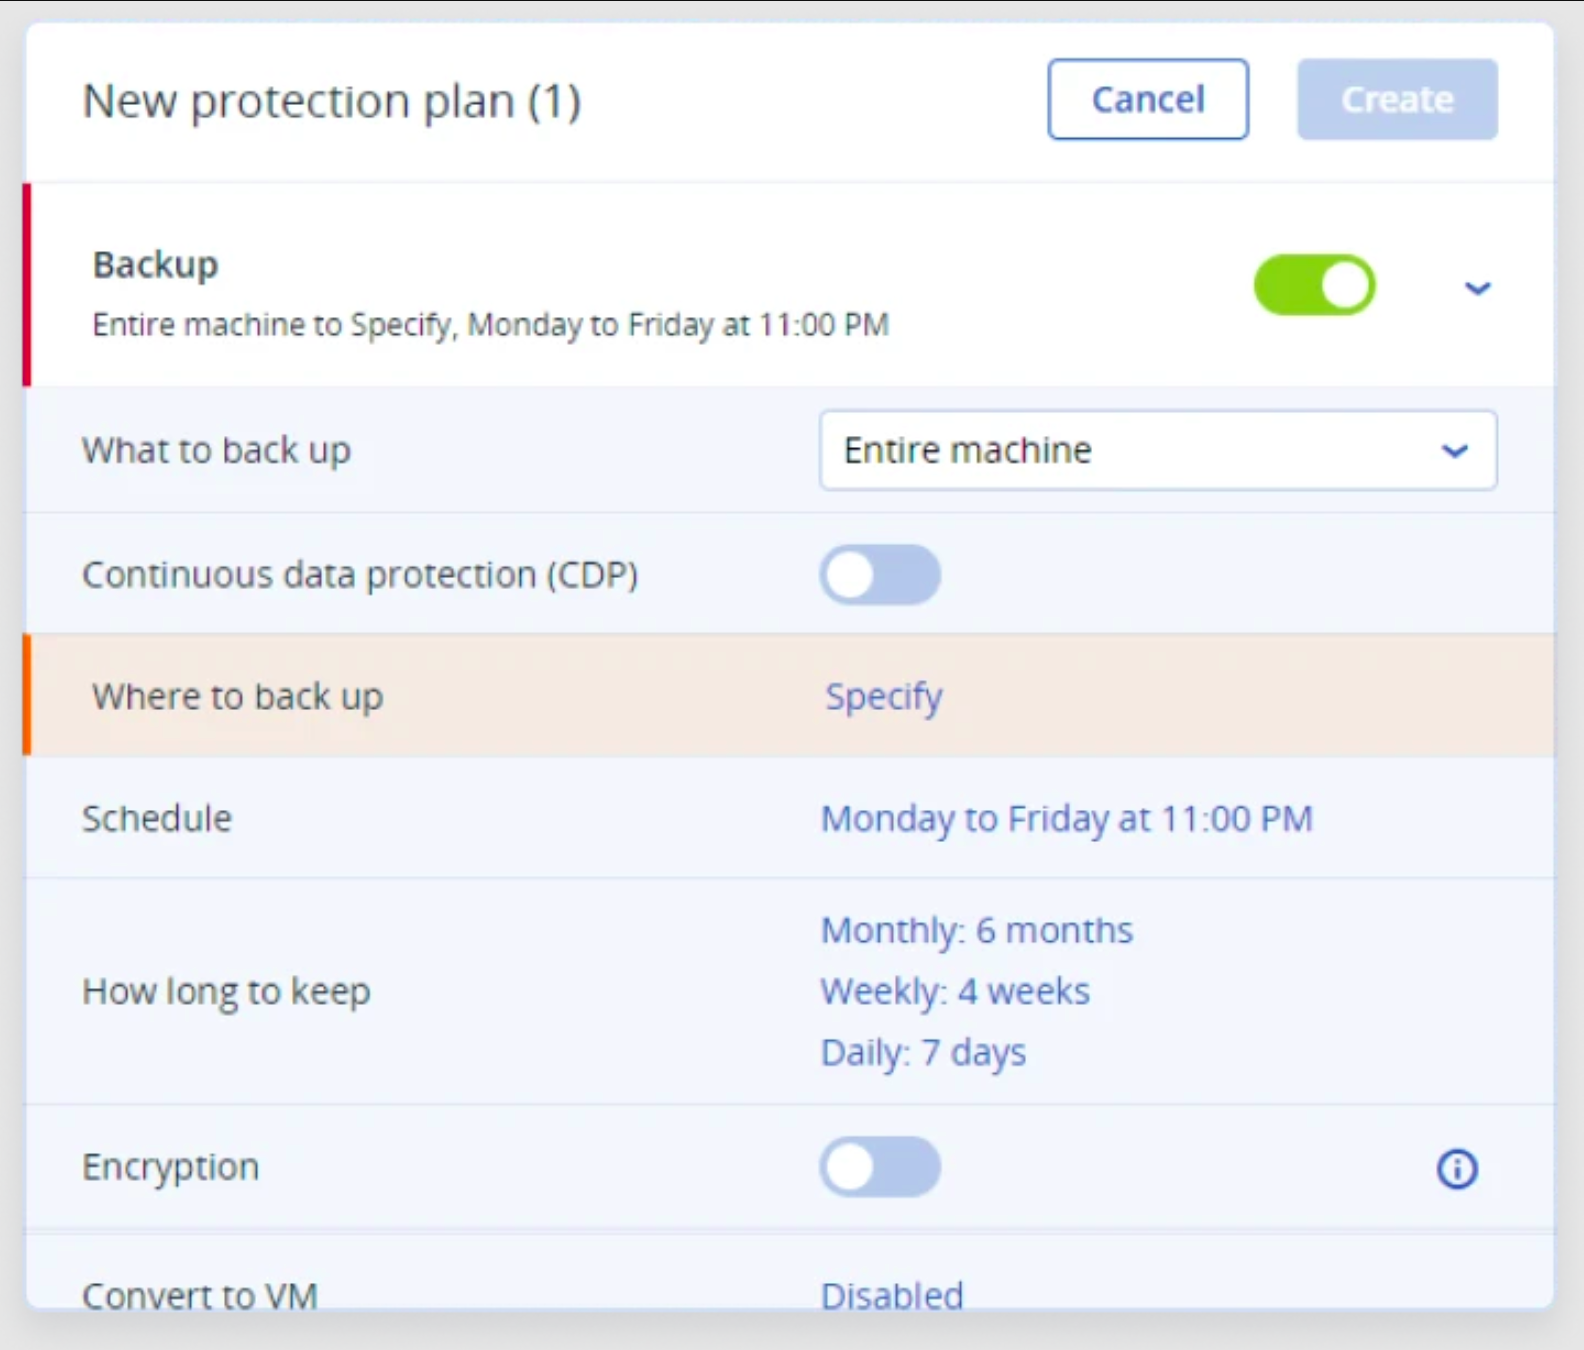 New protection plan (1)
Cancel
Create
Backup
Entire machine to Specify, Monday to Friday at 11:00 PM
What to back up
Entire machine
Continuous data protection (CDP)
Where to back up
Specify
Schedule
Monday to Friday at 11:00 PM
How long to keep
Monthly: 6 months
Weekly: 4 weeks
Daily: 7 days
Encryption
Convert to VM
Disabled